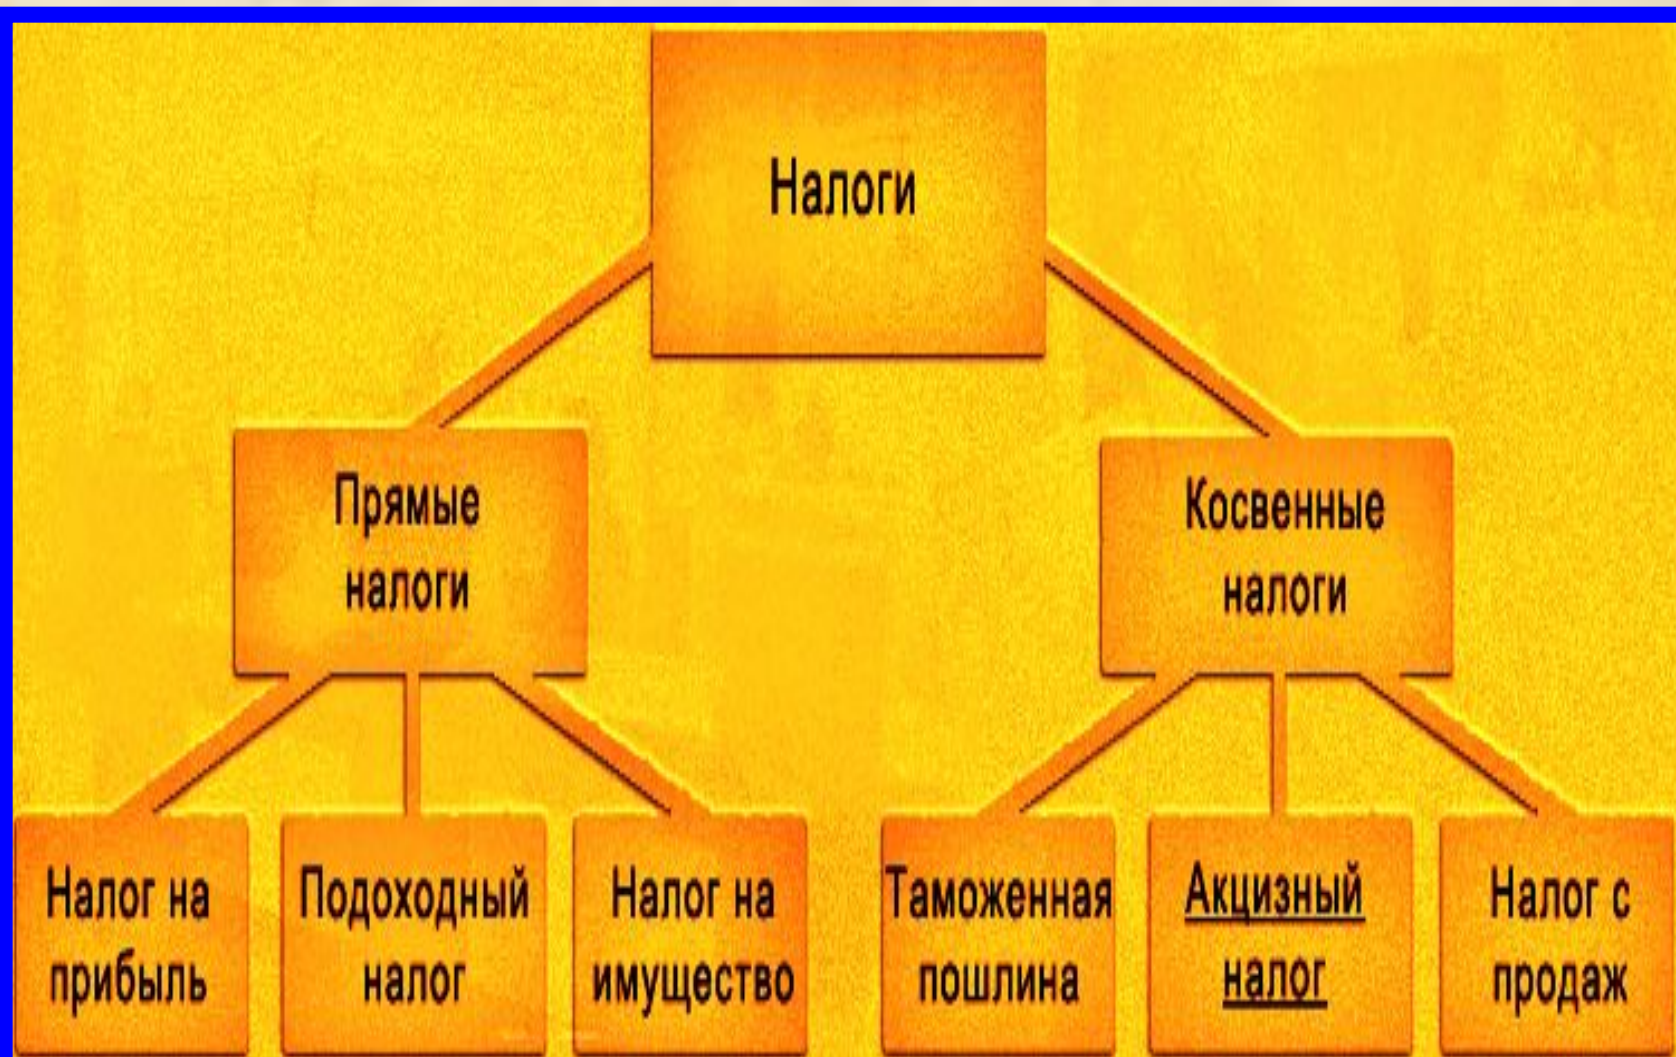 Налоги
Прямые
налоги
Косвенные
налоги
Налог на
прибыль
Подоходный
налог
Налог на
имущество
Таможенная
пошлина
Акцизный
налог
Налог с
продаж